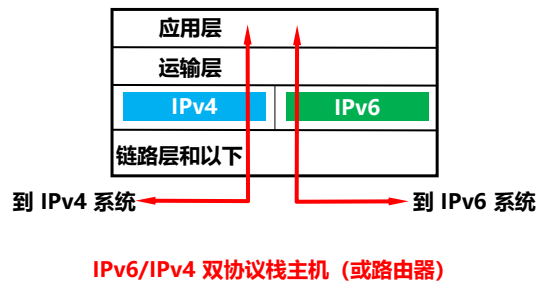 应用层
运输层
IPv4 IPv6
链路层和以下
到 IPv4 系统 到 IPv6 系统
IPv6/IPv4 双协议栈主机（或路由器）